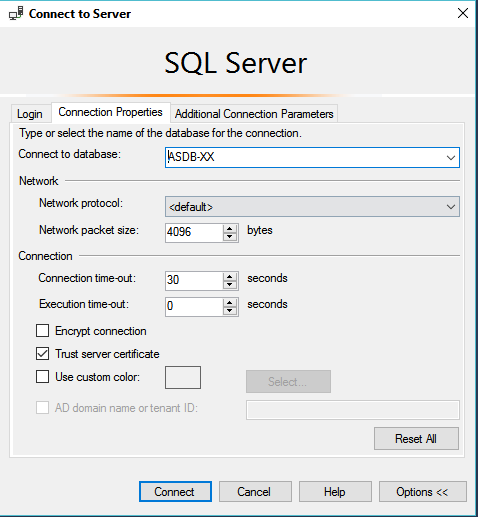 Connect to Server
SQL Server
Login Connection Properties Additional Connection Parameters
Type or select the name of the database for the connection.
Connect to database: ASDB-XX
Network
Network protocol: <default>
Network packet size: 4096 bytes
Connection
Connection time-out: 30 seconds
Execution time-out: 0 seconds
Encrypt connection
Trust server certificate
Use custom color: Select...
AD domain name or tenant ID:
Reset All
Connect Cancel Help Options <<